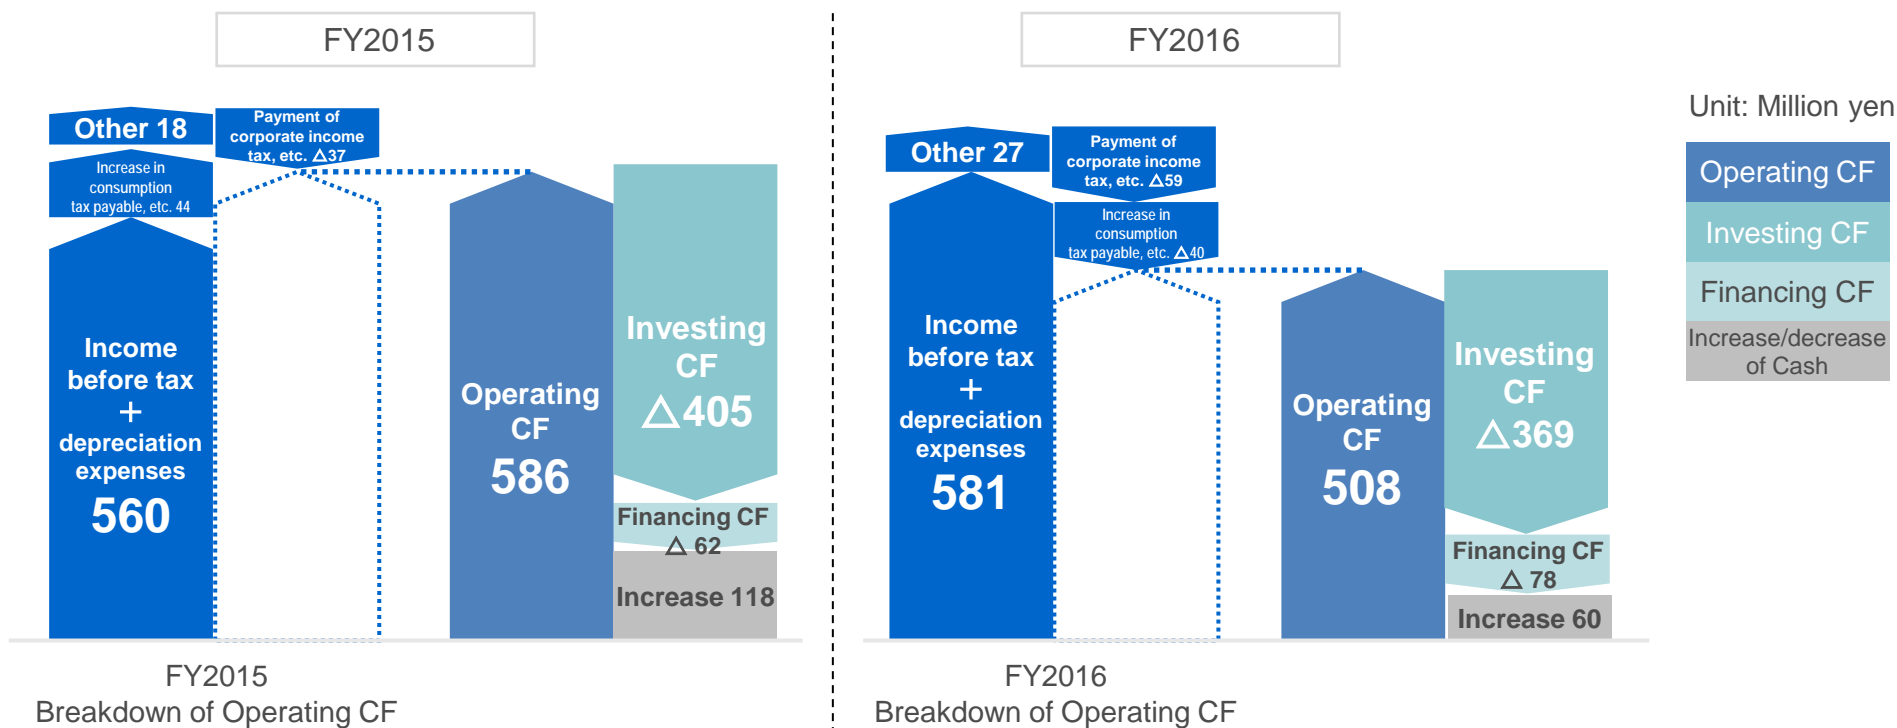 FY2015
Other 18
Increase in
consumption
tax payable, etc. 44
Income
before tax
+
depreciation
expenses
560
Payment of
corporate income
tax, etc. △37
Operating
CF
586
Investing
CF
△405
Financing CF
△ 62
Increase 118
FY2015
Breakdown of Operating CF
FY2016
Other 27
Income
before tax
+
depreciation
expenses
581
Payment of
corporate income
tax, etc. △59
Increase in
consumption
tax payable, etc. △40
Operating
CF
508
Investing
CF
△369
Financing CF
△ 78
Increase 60
FY2016
Breakdown of Operating CF
Unit: Million yen
Operating CF
Investing CF
Financing CF
Increase/decrease
of Cash